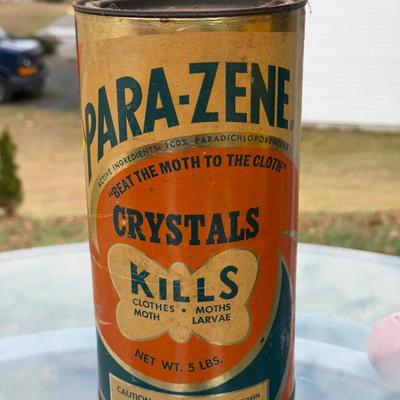 PARA-ZENE®
ACTIVE INGREDIENTS: 100% PARADICHLOROBENZENE
"BEAT THE MOTH TO THE CLOTH"
CRYSTALS
KILLS
CLOTHES • MOTHS
MOTH LARVAE
NET WT. 5 LBS.
CAUTION